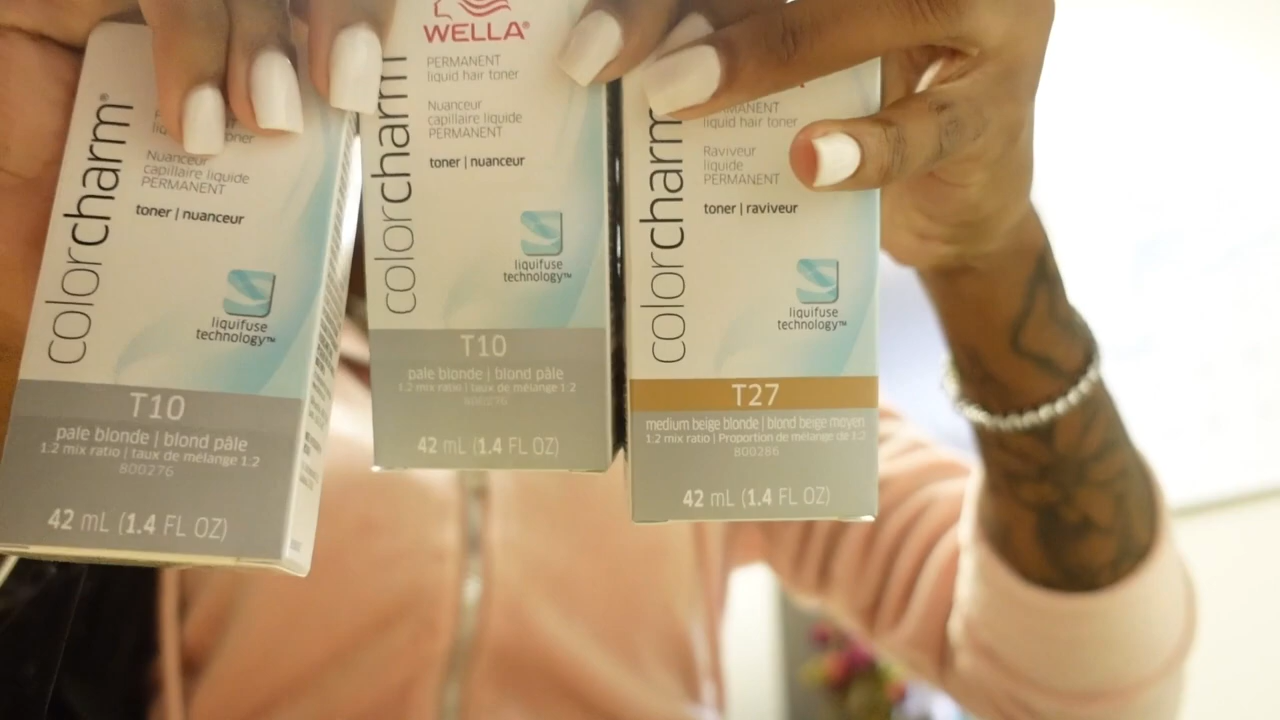 colorcharm®
Nuanceur
capillaire liquide
PERMANENT
toner | nuanceur
liquifuse
technology™
T10
pale blonde | blond pâle
1.2 mix ratio | taux de mélange 1.2
800276
42 mL (1.4 FL OZ)
WELLA®
colorcharm
PERMANENT
liquid hair toner
Nuanceur
capillaire liquide
PERMANENT
toner | nuanceur
liquifuse
technology™
T10
pale blonde | blond pâle
1.2 mix ratio | taux de mélange 1:2
800276
42 mL (1.4 FL OZ)
colorcharm
liquid hair toner
Raviveur
liquide
PERMANENT
toner | raviveur
liquifuse
technology™
T27
medium beige blonde | blond beige moyen
1.2 mix ratio | Proportion de mélange de 1:2
800286
42 mL (1.4 FL OZ)